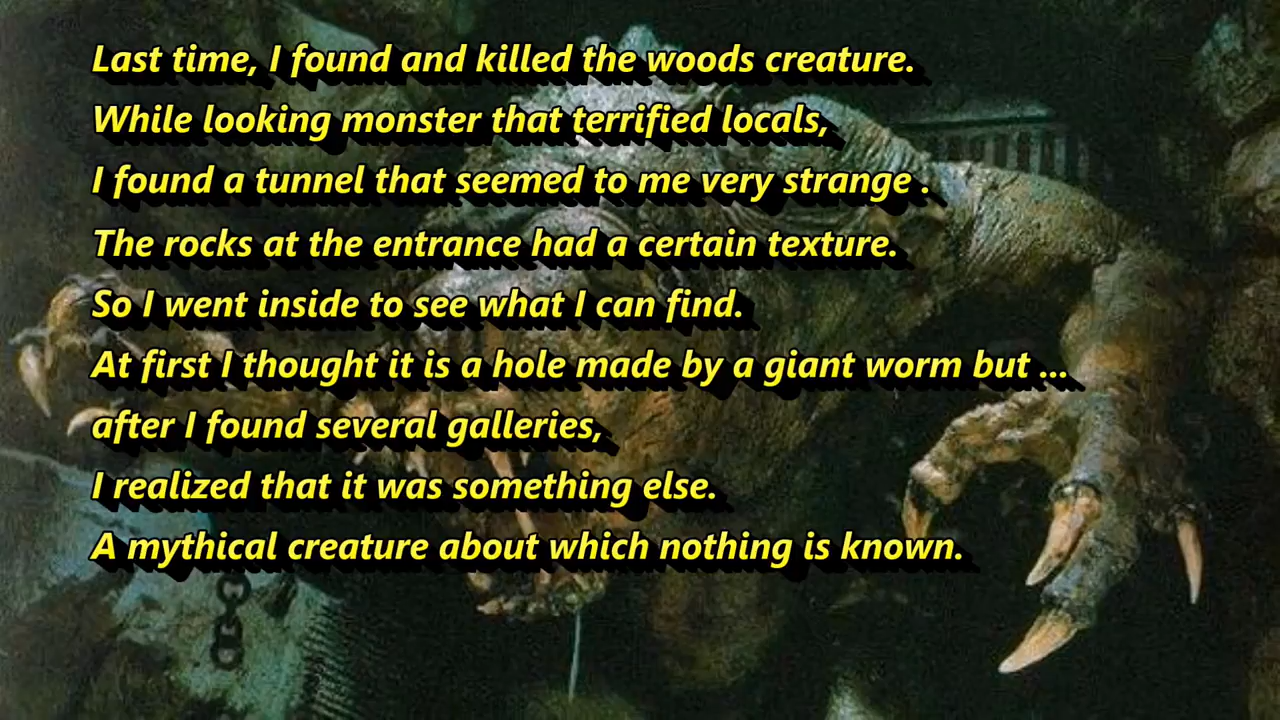 Last time, I found and killed the woods creature.
While looking monster that terrified locals,
I found a tunnel that seemed to me very strange .
The rocks at the entrance had a certain texture.
So I went inside to see what I can find.
At first I thought it is a hole made by a giant worm but ...
after I found several galleries,
I realized that it was something else.
A mythical creature about which nothing is known.